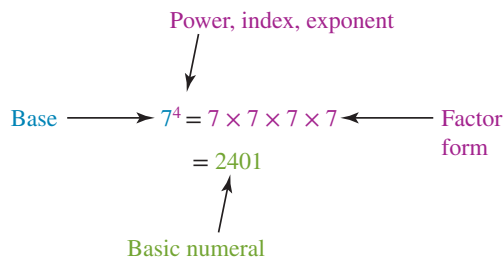 Power, index, exponent
Base
7⁴ = 7 × 7 × 7 × 7
Factor
form
= 2401
Basic numeral